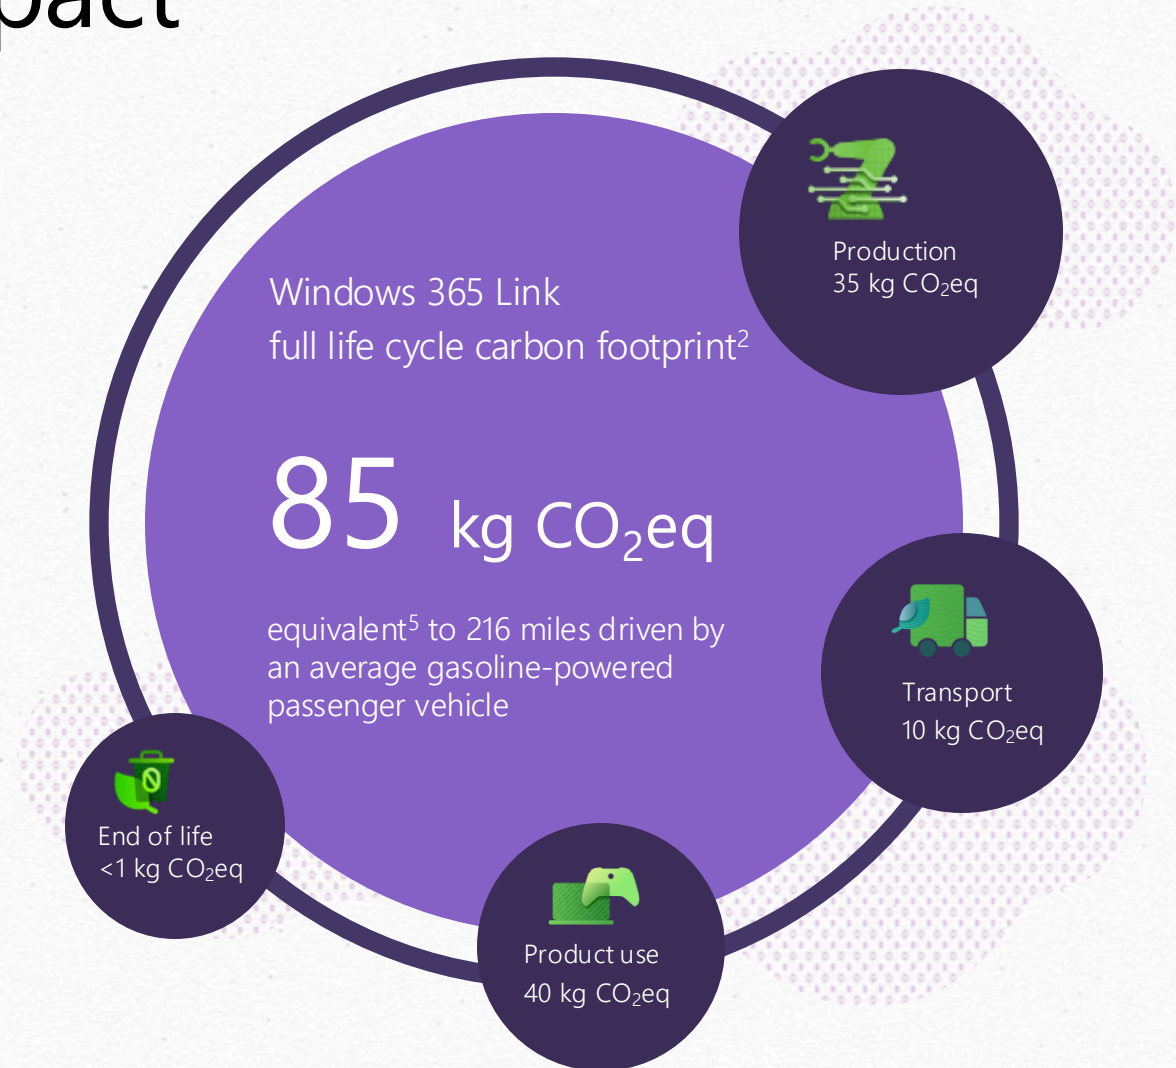 pact
Windows 365 Link
full life cycle carbon footprint²
85 kg CO₂eq
equivalent⁵ to 216 miles driven by
an average gasoline-powered
passenger vehicle
Production
35 kg CO₂eq
Transport
10 kg CO₂eq
Product use
40 kg CO₂eq
End of life
<1 kg CO₂eq